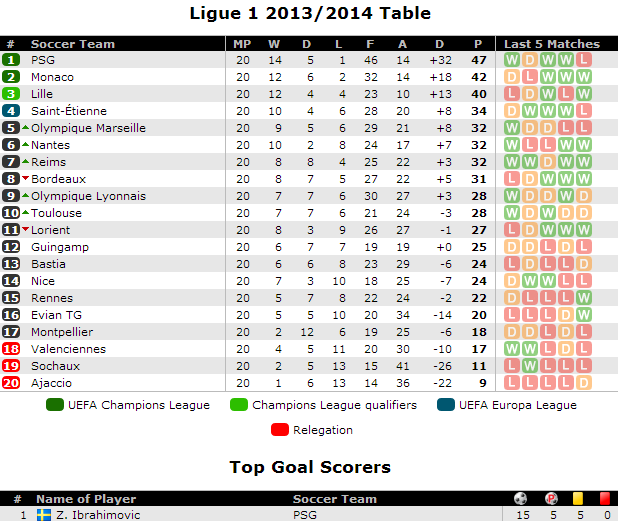 Ligue 1 2013/2014 Table
# Soccer Team MP W D L F A D P Last 5 Matches
1 PSG 20 14 5 1 46 14 +32 47 W D W W L
2 Monaco 20 12 6 2 32 14 +18 42 D L W W W
3 Lille 20 12 4 4 23 10 +13 40 L D W L W
4 Saint-Étienne 20 10 4 6 28 20 +8 34 D W W W L
5 Olympique Marseille 20 9 5 6 29 21 +8 32 W D D L L
6 Nantes 20 10 2 8 24 17 +7 32 W L L W W
7 Reims 20 8 8 4 25 22 +3 32 W W D W W
8 Bordeaux 20 8 7 5 27 22 +5 31 L D W W W
9 Olympique Lyonnais 20 7 7 6 30 27 +3 28 W D D W D
10 Toulouse 20 7 7 6 21 24 -3 28 W D W D D
11 Lorient 20 8 3 9 26 27 -1 27 L D W W W
12 Guingamp 20 6 7 7 19 19 +0 25 D D L D L
13 Bastia 20 6 6 8 23 29 -6 24 L D L L D
14 Nice 20 7 3 10 18 25 -7 24 D W W L L
15 Rennes 20 5 7 8 22 24 -2 22 D L L L W
16 Evian TG 20 5 5 10 20 34 -14 20 L L L D W
17 Montpellier 20 2 12 6 19 25 -6 18 D D L D L
18 Valenciennes 20 4 5 11 20 30 -10 17 W W L D L
19 Sochaux 20 2 5 13 15 41 -26 11 L W L L L
20 Ajaccio 20 1 6 13 14 36 -22 9 L L L L D
UEFA Champions League Champions League qualifiers UEFA Europa League
Relegation
Top Goal Scorers
# Name of Player Soccer Team P
1 Z. Ibrahimovic PSG 15 5 5 0